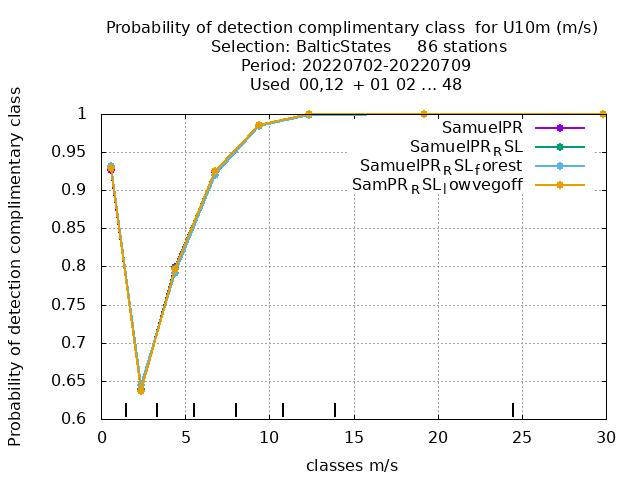 Probability of detection complimentary class  for U10m (m/s)
Selection: BalticStates     86 stations
Period: 20220702-20220709
Used  00,12  + 01 02 ... 48
Probability of detection complimentary class
1
0.95
0.9
0.85
0.8
0.75
0.7
0.65
0.6
SamuelPR
SamuelPR_RSL
SamuelPR_RSL_forest
SamPR_RSL_lowvegoff
0 5 10 15 20 25 30
classes m/s